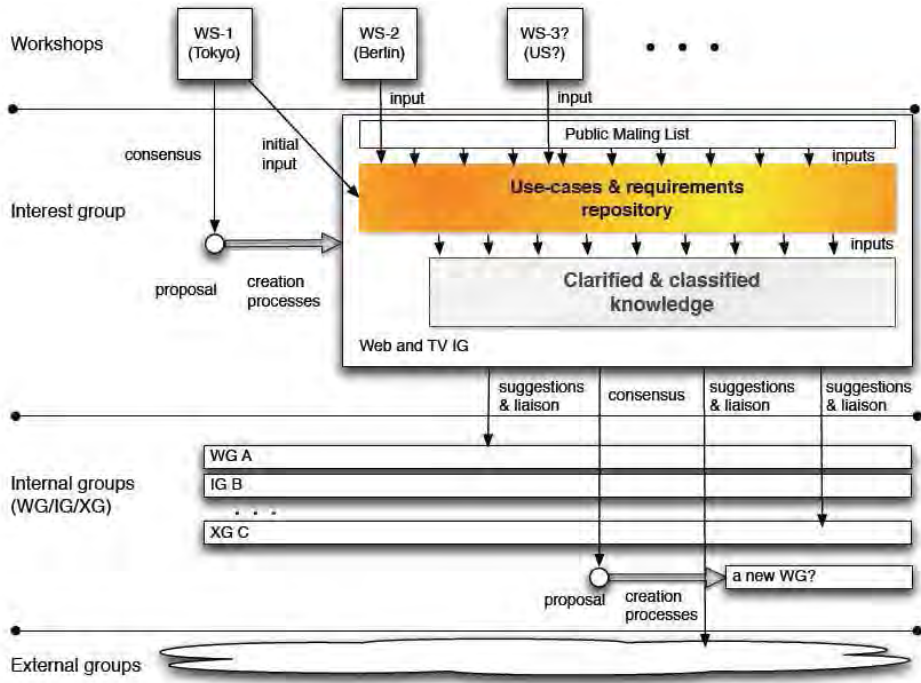 Workshops
WS-1
(Tokyo)
WS-2
(Berlin)
WS-3?
(US?)
. . .
input
input
consensus
initial
input
Public Maling List
inputs
Use-cases & requirements
repository
Interest group
inputs
Clarified & classified
knowledge
proposal
creation
processes
Web and TV IG
suggestions
& liaison
consensus
suggestions
& liaison
suggestions
& liaison
Internal groups
(WG/IG/XG)
WG A
IG B
. . .
XG C
a new WG?
proposal
creation
processes
External groups